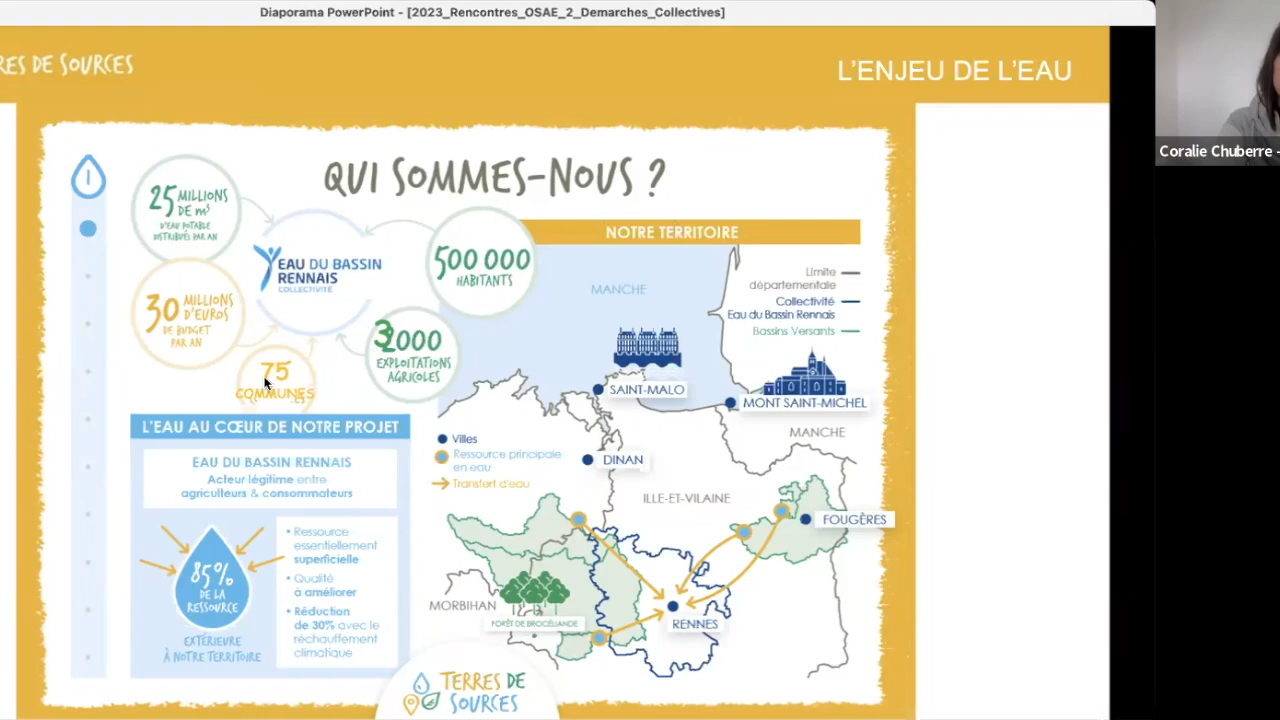 Diaporama PowerPoint - [2023_Rencontres_OSAE_2_Demarches_Collectives]
RES DE SOURCES
L'ENJEU DE L'EAU
Coralie Chuberre -
QUI SOMMES-NOUS ?
25 MILLIONS
DE m³
D'EAU POTABLE
DISTRIBUÉS PAR AN
EAU DU BASSIN
RENNAIS
COLLECTIVITÉ
500 000
HABITANTS
30 MILLIONS
D'EUROS
DE BUDGET
PAR AN
3000
EXPLOITATIONS
AGRICOLES
75
COMMUNES
L'EAU AU CŒUR DE NOTRE PROJET
EAU DU BASSIN RENNAIS
Acteur légitime entre
agriculteurs & consommateurs
85%
DE LA
RESSOURCE
EXTÉRIEURE
À NOTRE TERRITOIRE
• Ressource
essentiellement
superficielle
• Qualité
à améliorer
• Réduction
de 30% avec le
réchauffement
climatique
NOTRE TERRITOIRE
MANCHE
Limite
départementale
Collectivité
Eau du Bassin Rennais
Bassins Versants
SAINT-MALO
MONT SAINT-MICHEL
MANCHE
Villes
Ressource principale
en eau
Transfert d'eau
DINAN
ILLE-ET-VILAINE
FOUGÈRES
MORBIHAN
FORÊT DE BROCÉLIANDE
RENNES
TERRES DE
SOURCES